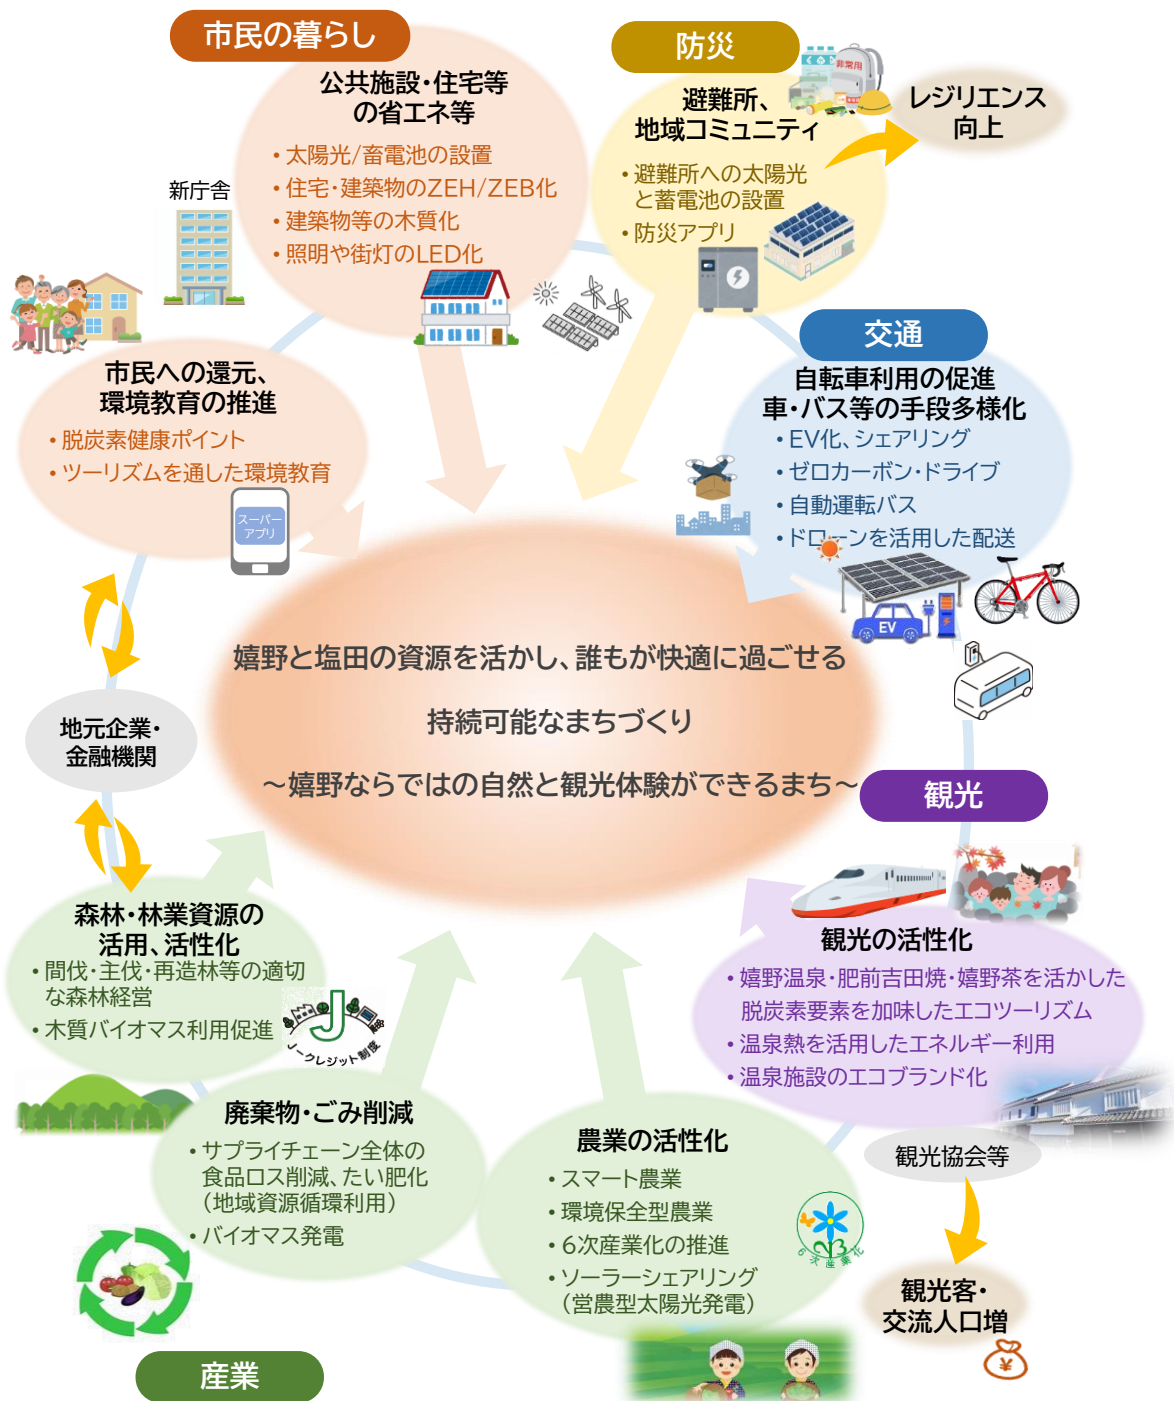 市民の暮らし
公共施設・住宅等
の省エネ等
・太陽光/畜電池の設置
・住宅・建築物のZEH/ZEB化
・建築物等の木質化
・照明や街灯のLED化
新庁舎
防災
避難所、
地域コミュニティ
・避難所への太陽光
と蓄電池の設置
・防災アプリ
非常用
レジリエンス
向上
市民への還元、
環境教育の推進
・脱炭素健康ポイント
・ツーリズムを通した環境教育
スーパー
アプリ
交通
自転車利用の促進
車・バス等の手段多様化
・EV化、シェアリング
・ゼロカーボン・ドライブ
・自動運転バス
・ドローンを活用した配送
EV
嬉野と塩田の資源を活かし、誰もが快適に過ごせる
持続可能なまちづくり
～嬉野ならではの自然と観光体験ができるまち～
地元企業・
金融機関
観光
観光の活性化
・嬉野温泉・肥前吉田焼・嬉野茶を活かした
脱炭素要素を加味したエコツーリズム
・温泉熱を活用したエネルギー利用
・温泉施設のエコブランド化
観光協会等
観光客・
交流人口増
¥
森林・林業資源の
活用、活性化
・間伐・主伐・再造林等の適切
な森林経営
・木質バイオマス利用促進
J
J-クレジット制度
廃棄物・ごみ削減
・サプライチェーン全体の
食品ロス削減、たい肥化
（地域資源循環利用）
・バイオマス発電
農業の活性化
・スマート農業
・環境保全型農業
・6次産業化の推進
・ソーラーシェアリング
（営農型太陽光発電）
6次産業化
産業